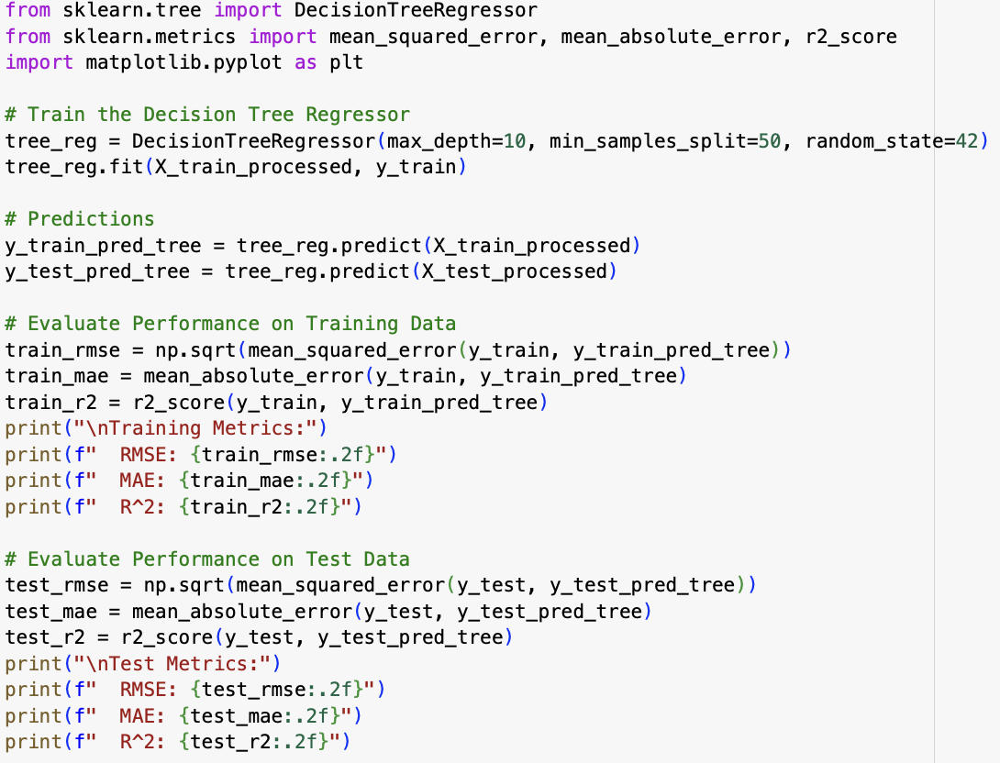 from sklearn.tree import DecisionTreeRegressor
from sklearn.metrics import mean_squared_error, mean_absolute_error, r2_score
import matplotlib.pyplot as plt

# Train the Decision Tree Regressor
tree_reg = DecisionTreeRegressor(max_depth=10, min_samples_split=50, random_state=42)
tree_reg.fit(X_train_processed, y_train)

# Predictions
y_train_pred_tree = tree_reg.predict(X_train_processed)
y_test_pred_tree = tree_reg.predict(X_test_processed)

# Evaluate Performance on Training Data
train_rmse = np.sqrt(mean_squared_error(y_train, y_train_pred_tree))
train_mae = mean_absolute_error(y_train, y_train_pred_tree)
train_r2 = r2_score(y_train, y_train_pred_tree)
print("\nTraining Metrics:")
print(f"  RMSE: {train_rmse:.2f}")
print(f"  MAE: {train_mae:.2f}")
print(f"  R^2: {train_r2:.2f}")

# Evaluate Performance on Test Data
test_rmse = np.sqrt(mean_squared_error(y_test, y_test_pred_tree))
test_mae = mean_absolute_error(y_test, y_test_pred_tree)
test_r2 = r2_score(y_test, y_test_pred_tree)
print("\nTest Metrics:")
print(f"  RMSE: {test_rmse:.2f}")
print(f"  MAE: {test_mae:.2f}")
print(f"  R^2: {test_r2:.2f}")